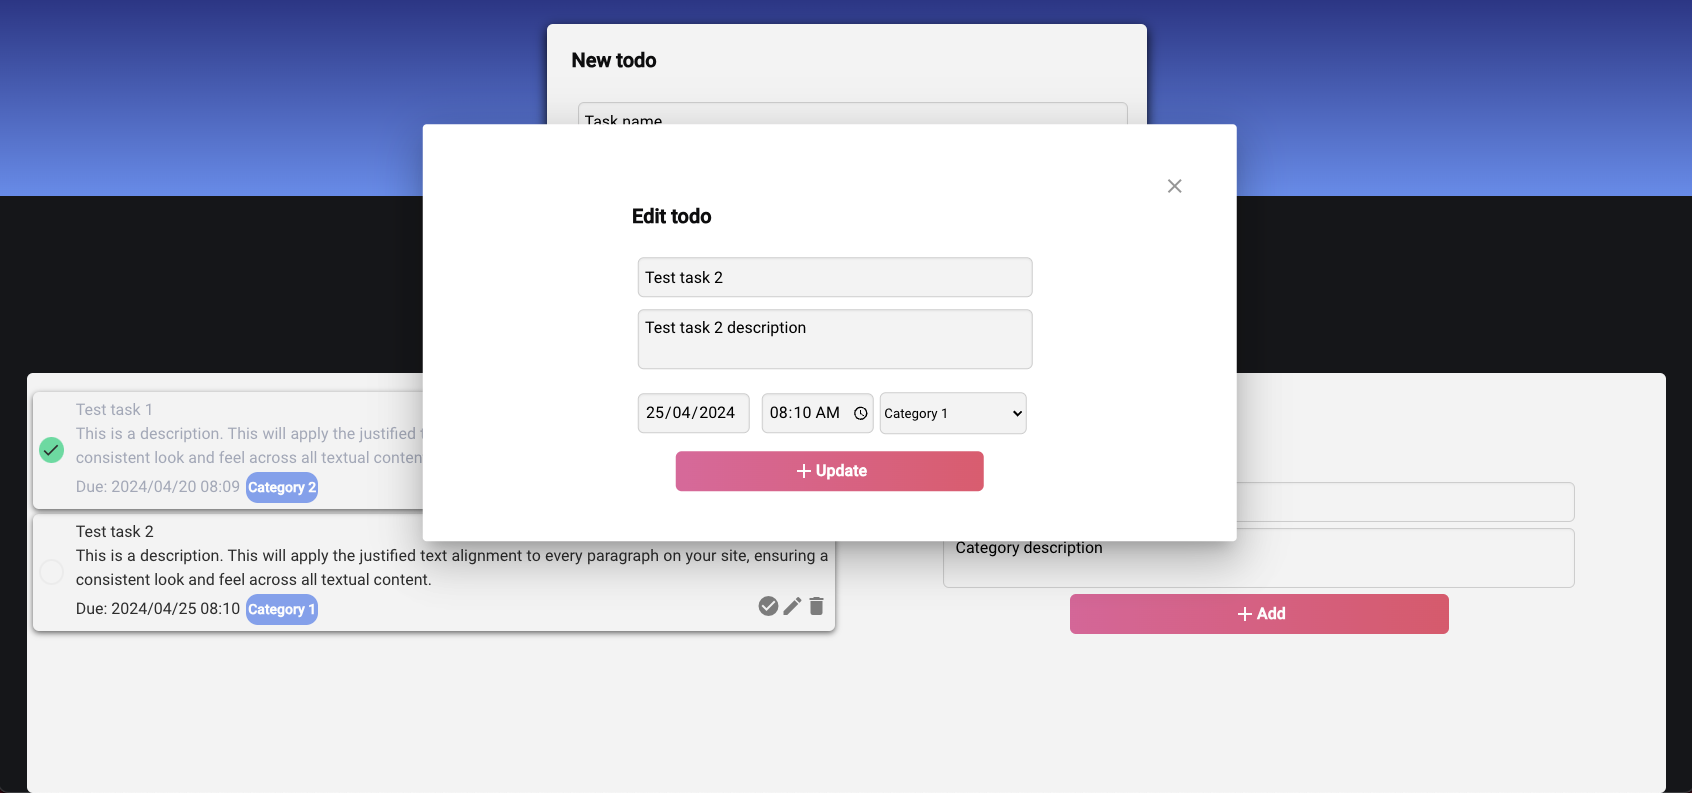 New todo
Task name
Edit todo
Test task 2
Test task 2 description
25/04/2024 08:10 AM Category 1
+ Update
Test task 1
This is a description. This will apply the justified
consistent look and feel across all textual
Due: 2024/04/20 08:09 Category 2
Test task 2
This is a description. This will apply the justified text alignment to every paragraph on your site, ensuring a
consistent look and feel across all textual content.
Due: 2024/04/25 08:10 Category 1
Category description
+ Add